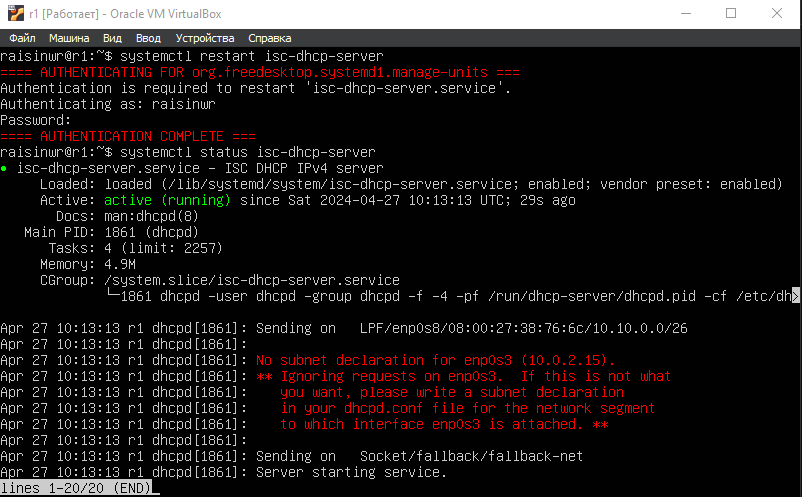 r1 [Работает] - Oracle VM VirtualBox
Файл Машина Вид Ввод Устройства Справка
raisinwr@r1:~$ systemctl restart isc-dhcp-server
==== AUTHENTICATING FOR org.freedesktop.systemd1.manage-units ===
Authentication is required to restart 'isc-dhcp-server.service'.
Authenticating as: raisinwr
Password:
==== AUTHENTICATION COMPLETE ===
raisinwr@r1:~$ systemctl status isc-dhcp-server
● isc-dhcp-server.service - ISC DHCP IPv4 server
Loaded: loaded (/lib/systemd/system/isc-dhcp-server.service; enabled; vendor preset: enabled)
Active: active (running) since Sat 2024-04-27 10:13:13 UTC; 29s ago
Docs: man:dhcpd(8)
Main PID: 1861 (dhcpd)
Tasks: 4 (limit: 2257)
Memory: 4.9M
CGroup: /system.slice/isc-dhcp-server.service
└─1861 dhcpd -user dhcpd -group dhcpd -f -4 -pf /run/dhcp-server/dhcpd.pid -cf /etc/dh>
Apr 27 10:13:13 r1 dhcpd[1861]: Sending on   LPF/enp0s8/08:00:27:38:76:6c/10.10.0.0/26
Apr 27 10:13:13 r1 dhcpd[1861]:
Apr 27 10:13:13 r1 dhcpd[1861]: No subnet declaration for enp0s3 (10.0.2.15).
Apr 27 10:13:13 r1 dhcpd[1861]: ** Ignoring requests on enp0s3.  If this is not what
Apr 27 10:13:13 r1 dhcpd[1861]:    you want, please write a subnet declaration
Apr 27 10:13:13 r1 dhcpd[1861]:    in your dhcpd.conf file for the network segment
Apr 27 10:13:13 r1 dhcpd[1861]:    to which interface enp0s3 is attached. **
Apr 27 10:13:13 r1 dhcpd[1861]:
Apr 27 10:13:13 r1 dhcpd[1861]: Sending on   Socket/fallback/fallback-net
Apr 27 10:13:13 r1 dhcpd[1861]: Server starting service.
lines 1-20/20 (END)